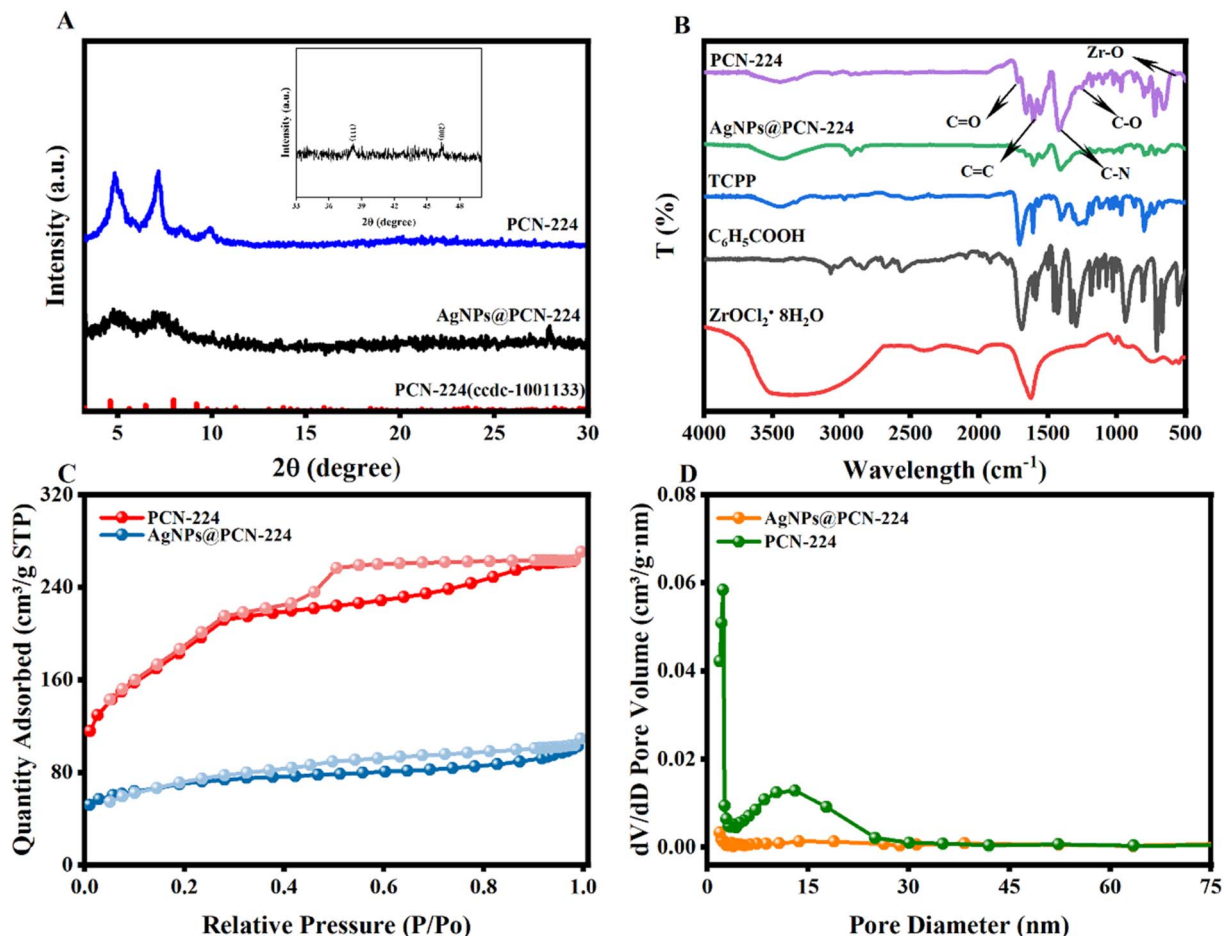 A
Intensity (a.u.)
Intensity (a.u.)
(111)
(200)
33 36 39 42 45 48
2θ (degree)
PCN-224
AgNPs@PCN-224
PCN-224(ccdc-1001133)
5 10 15 20 25 30
2θ (degree)
B
T (%)
PCN-224
Zr-O
C=O
C-O
AgNPs@PCN-224
C=C
C-N
TCPP
C₆H₅COOH
ZrOCl₂• 8H₂O
4000 3500 3000 2500 2000 1500 1000 500
Wavelength (cm⁻¹)
C
Quantity Adsorbed (cm³/g STP)
320
240
160
80
0
PCN-224
AgNPs@PCN-224
0.0 0.2 0.4 0.6 0.8 1.0
Relative Pressure (P/Po)
D
dV/dD Pore Volume (cm³/g·nm)
0.08
0.06
0.04
0.02
0.00
AgNPs@PCN-224
PCN-224
0 15 30 45 60 75
Pore Diameter (nm)